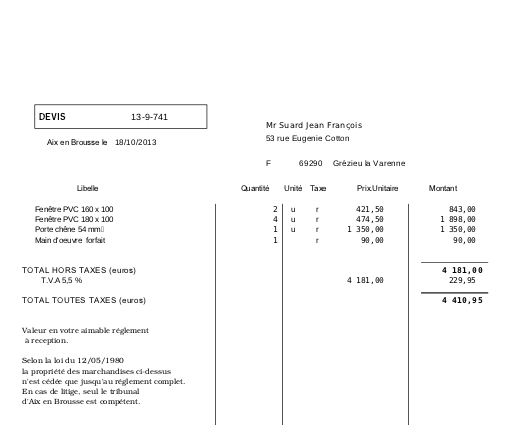 DEVIS 13-9-741
Mr Suard Jean François
53 rue Eugenie Cotton
Aix en Brousse le 18/10/2013
F 69290 Grézieu la Varenne
Libelle Quantité Unité Taxe Prix Unitaire Montant
Fenêtre PVC 160 x 100 2 u r 421,50 843,00
Fenêtre PVC 180 x 100 4 u r 474,50 1 898,00
Porte chêne 54 mm 1 u r 1 350,00 1 350,00
Main d'oeuvre forfait 1 r 90,00 90,00
TOTAL HORS TAXES (euros) 4 181,00
T.V.A 5,5 % 4 181,00 229,95
TOTAL TOUTES TAXES (euros) 4 410,95
Valeur en votre aimable réglement
à reception.
Selon la loi du 12/05/1980
la propriété des marchandises ci-dessus
n'est cédée que jusqu'au réglement complet.
En cas de litige, seul le tribunal
d'Aix en Brousse est compétent.